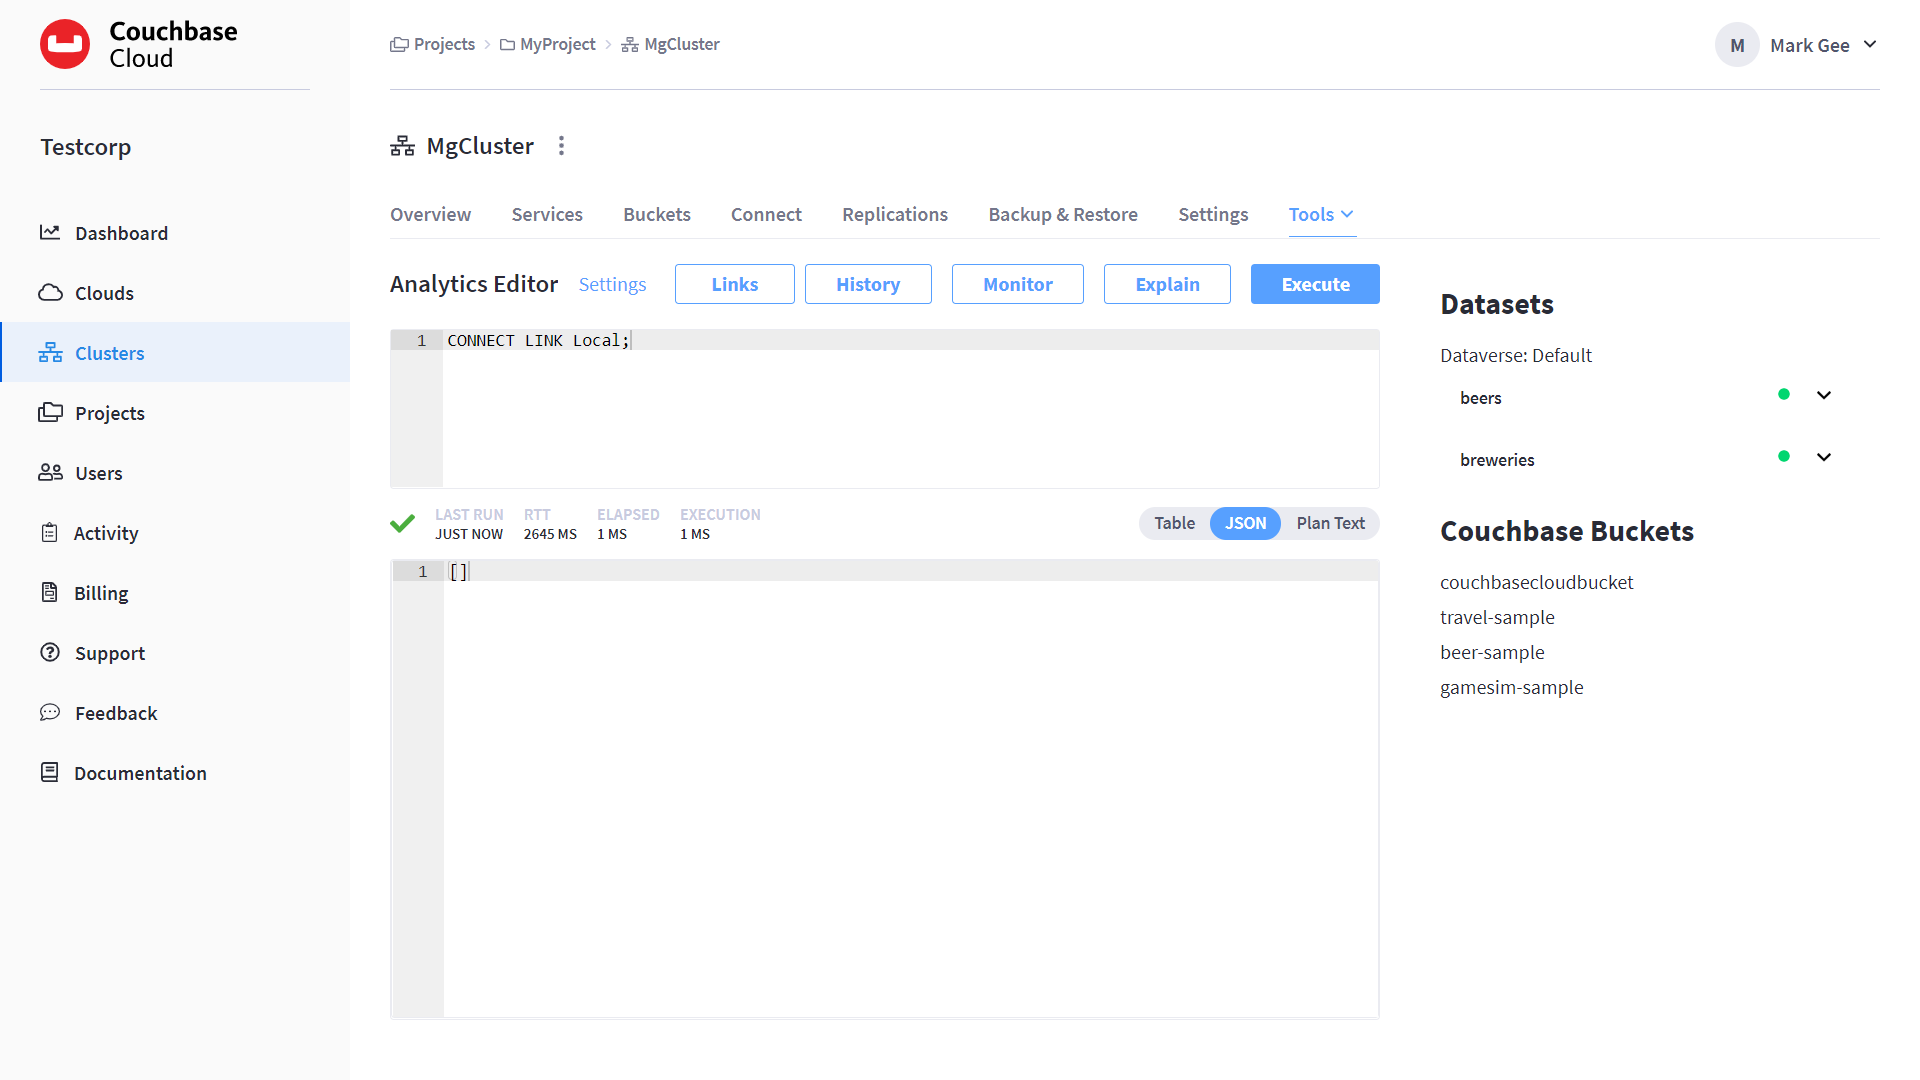 Couchbase
Cloud
Projects
MyProject
MgCluster
M
Mark Gee
Testcorp
Dashboard
Clouds
Clusters
Projects
Users
Activity
Billing
Support
Feedback
Documentation
MgCluster
Overview
Services
Buckets
Connect
Replications
Backup & Restore
Settings
Tools
Analytics Editor
Settings
Links
History
Monitor
Explain
Execute
1 CONNECT LINK Local;
LAST RUN
JUST NOW
RTT
2645 MS
ELAPSED
1 MS
EXECUTION
1 MS
Table
JSON
Plan Text
1 []
Datasets
Dataverse: Default
beers
breweries
Couchbase Buckets
couchbasecloudbucket
travel-sample
beer-sample
gamesim-sample